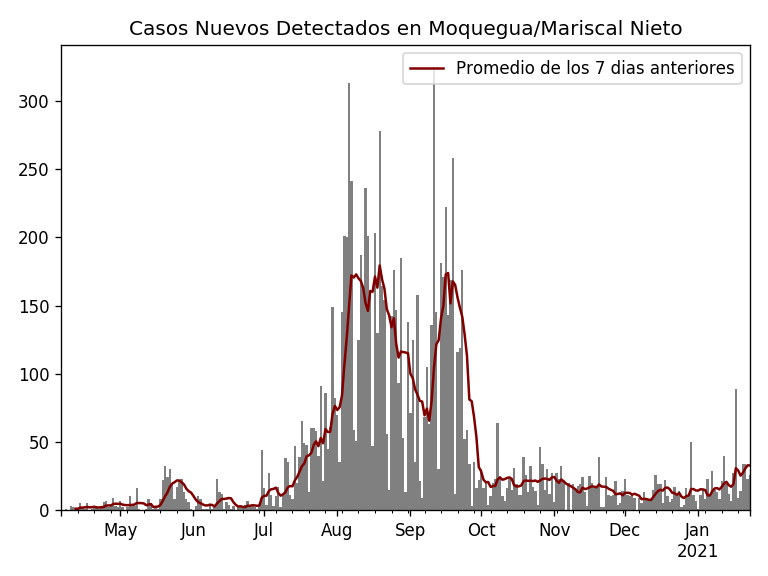 Casos Nuevos Detectados en Moquegua/Mariscal Nieto
Promedio de los 7 dias anteriores
300
250
200
150
100
50
0
May Jun Jul Aug Sep Oct Nov Dec Jan
2021